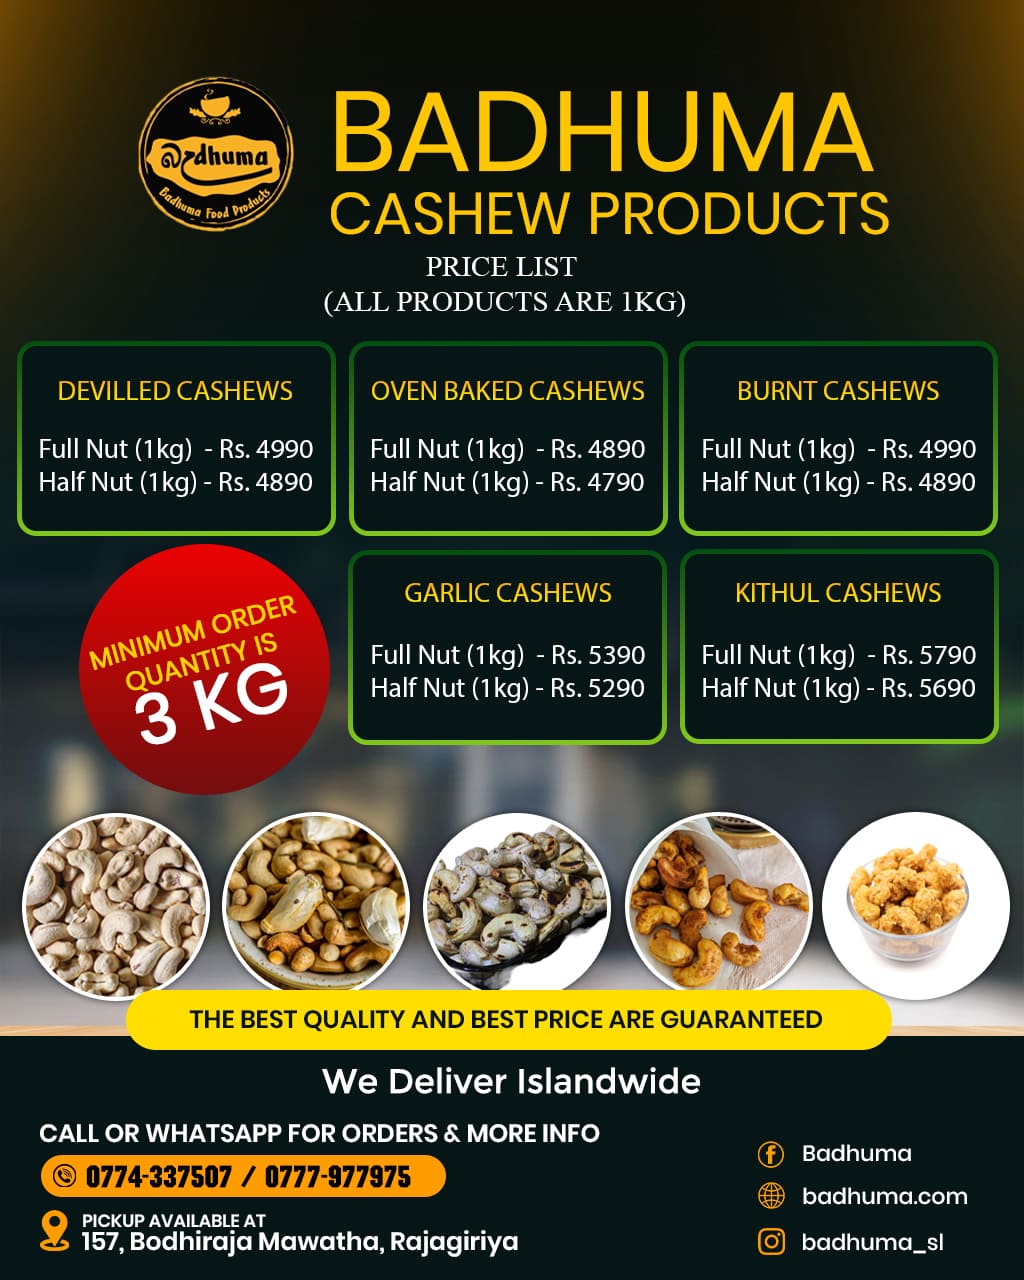 බැdhuma
Badhuma Food Products
BADHUMA
CASHEW PRODUCTS
PRICE LIST
(ALL PRODUCTS ARE 1KG)
DEVILLED CASHEWS
Full Nut (1kg) - Rs. 4990
Half Nut (1kg) - Rs. 4890
OVEN BAKED CASHEWS
Full Nut (1kg) - Rs. 4890
Half Nut (1kg) - Rs. 4790
BURNT CASHEWS
Full Nut (1kg) - Rs. 4990
Half Nut (1kg) - Rs. 4890
MINIMUM ORDER
QUANTITY IS
3 KG
GARLIC CASHEWS
Full Nut (1kg) - Rs. 5390
Half Nut (1kg) - Rs. 5290
KITHUL CASHEWS
Full Nut (1kg) - Rs. 5790
Half Nut (1kg) - Rs. 5690
THE BEST QUALITY AND BEST PRICE ARE GUARANTEED
We Deliver Islandwide
CALL OR WHATSAPP FOR ORDERS & MORE INFO
0774-337507 / 0777-977975
PICKUP AVAILABLE AT
157, Bodhiraja Mawatha, Rajagiriya
Badhuma
badhuma.com
badhuma_sl